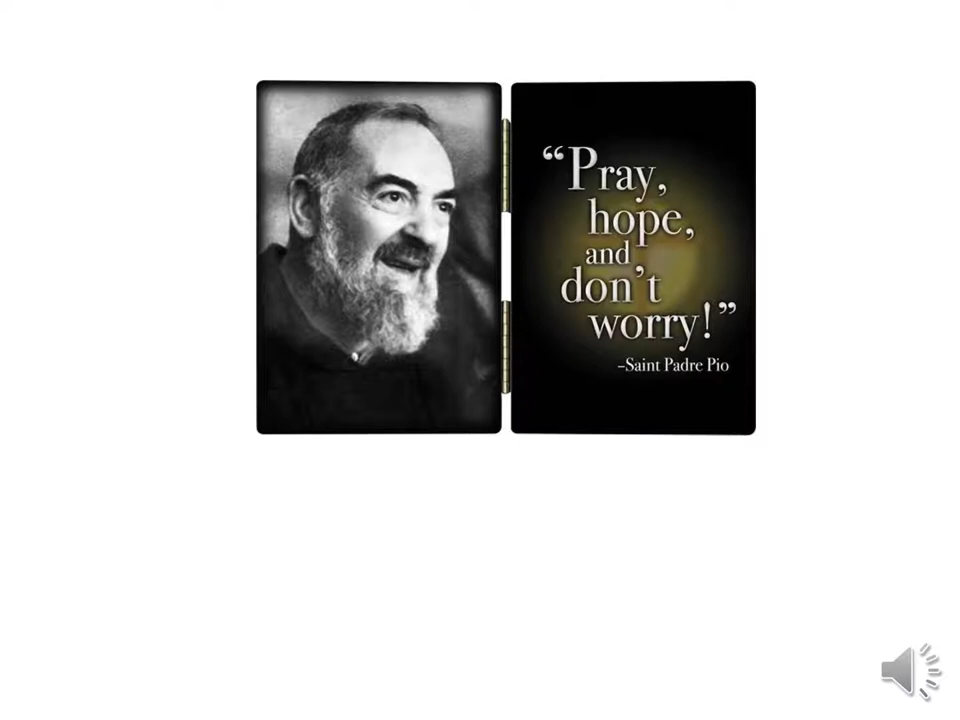 “Pray,
hope,
and
don’t
worry!”
–Saint Padre Pio